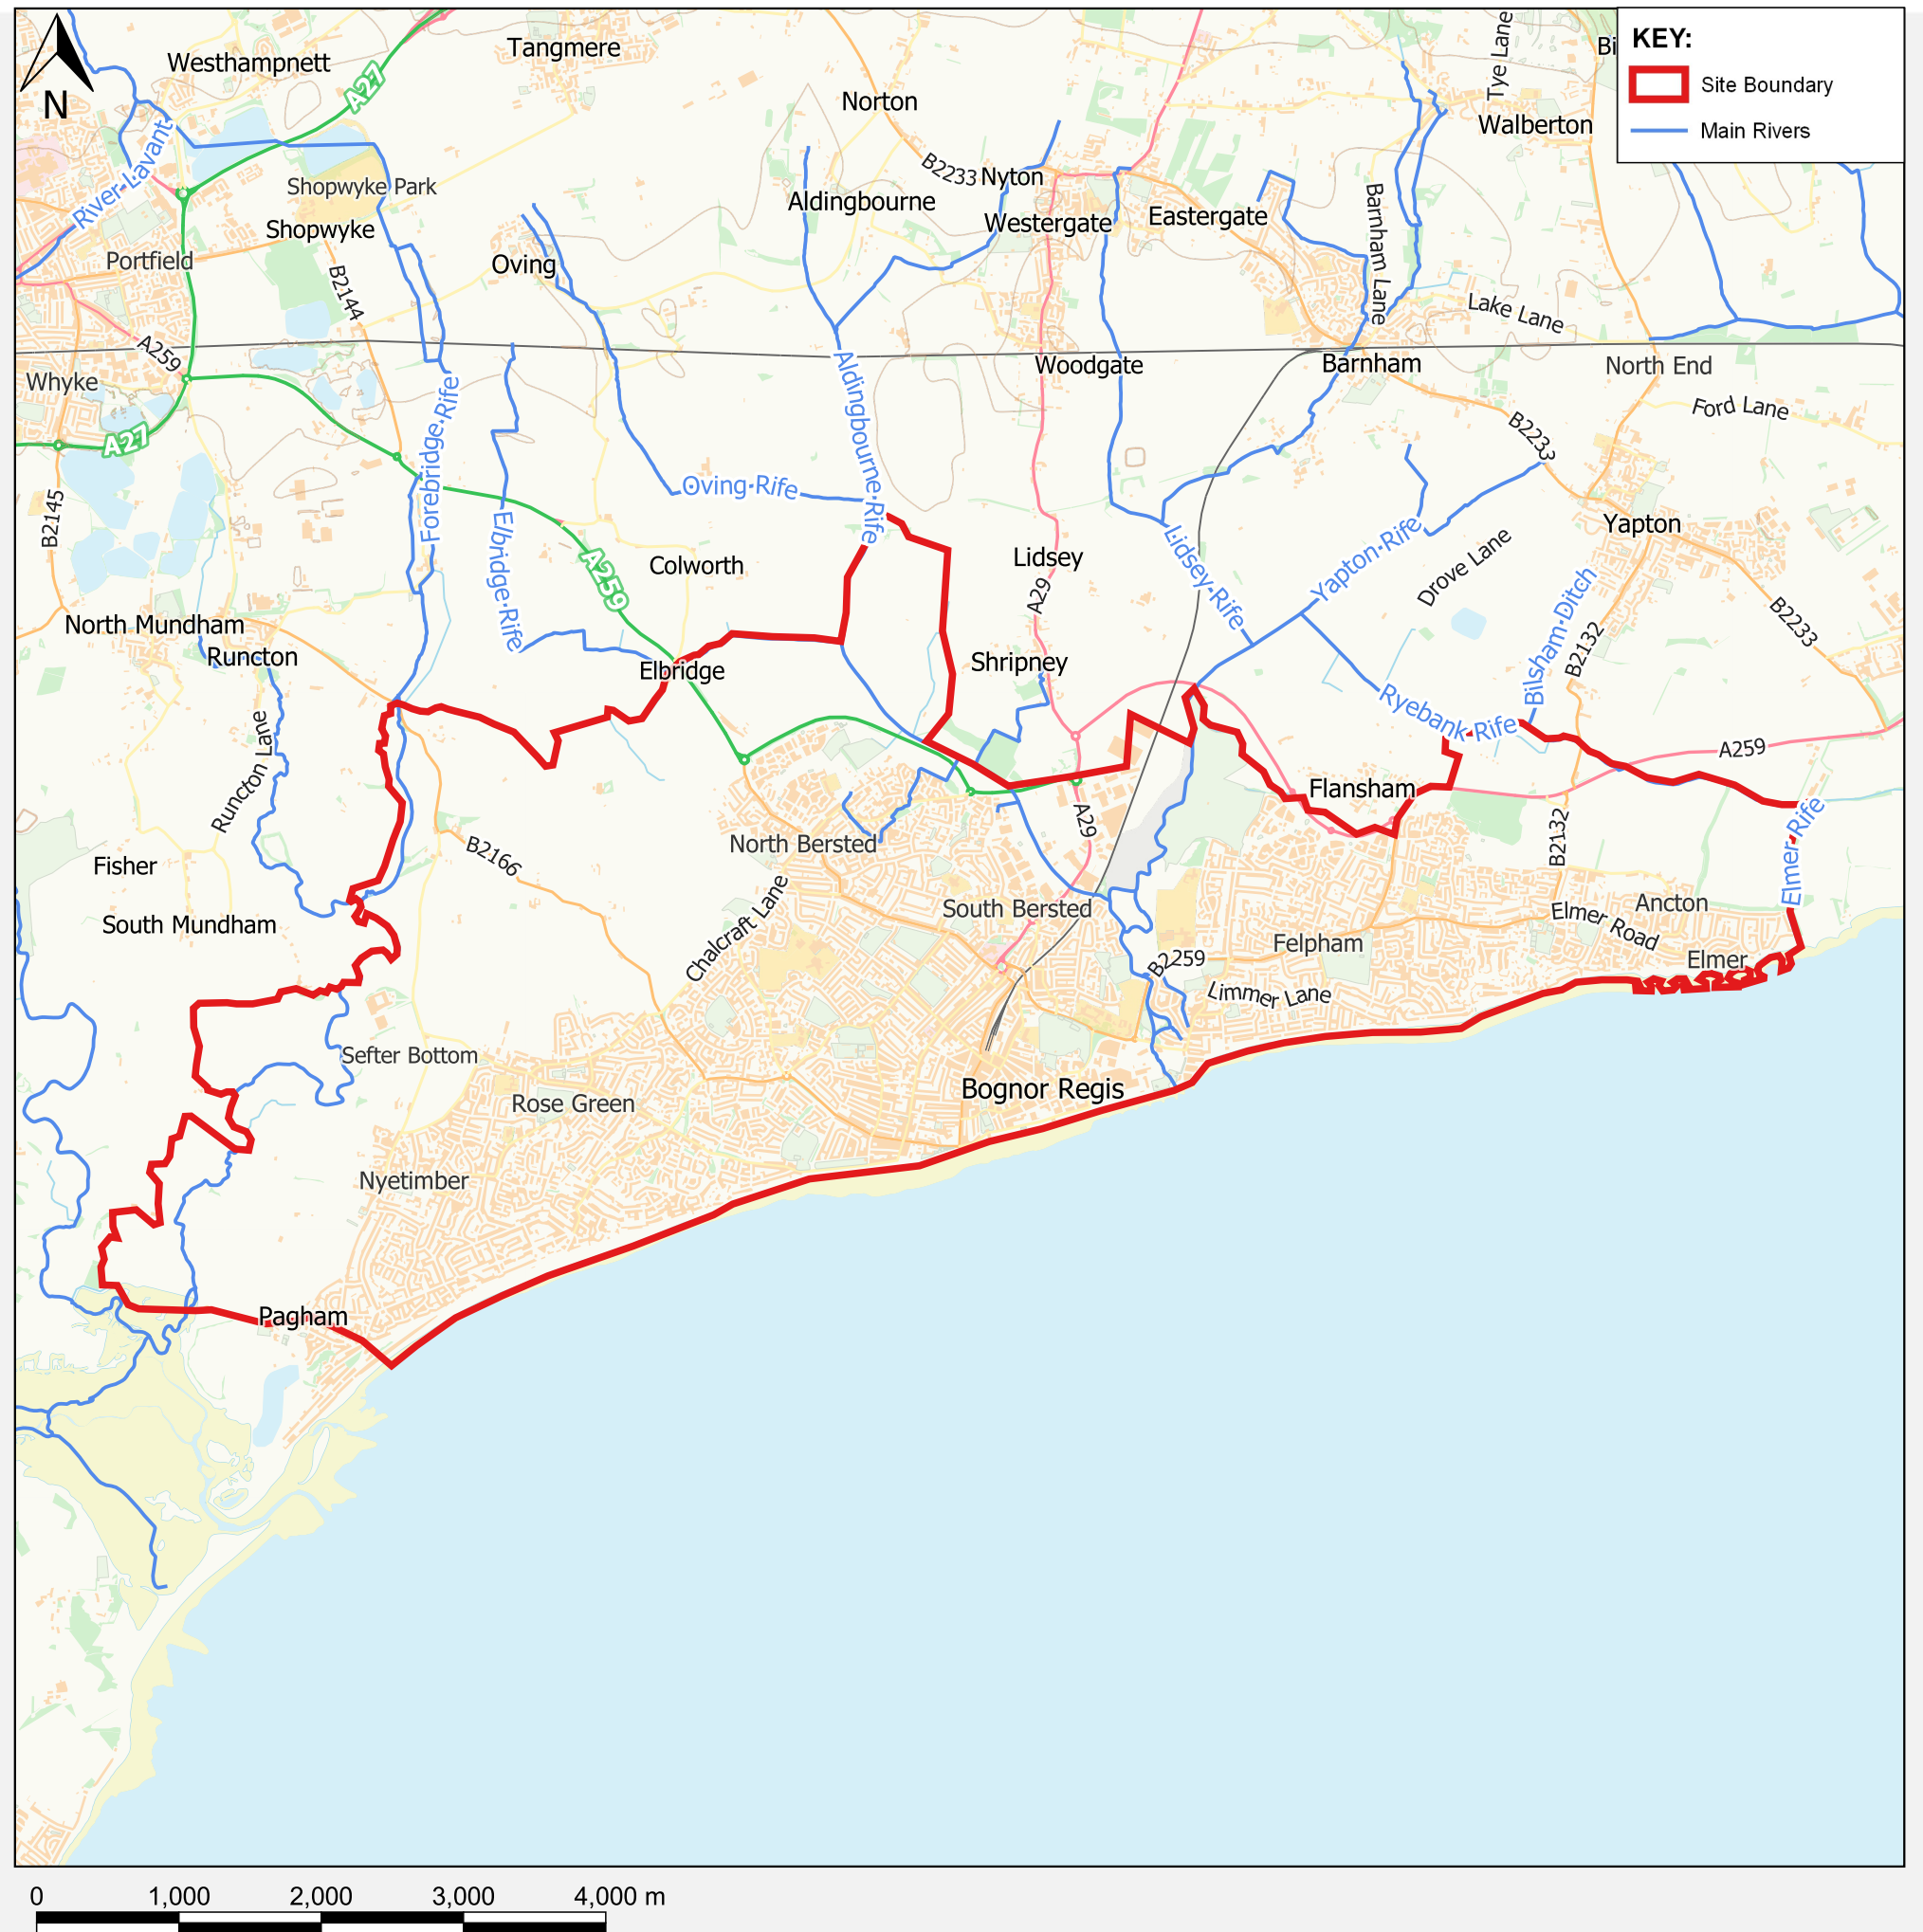 Tye Lane
Bi
KEY:
Site Boundary
Main Rivers
N
Westhampnett
A27
Tangmere
Norton
Walberton
River Lavant
Shopwyke Park
Shopwyke
Portfield
B2144
Oving
Aldingbourne
B2233
Nyton
Westergate
Eastergate
Barnham Lane
Lake Lane
A259
Whyke
A27
B2145
Forebridge Rife
Aldingbourne Rife
Woodgate
Barnham
North End
Ford Lane
B2233
Oving Rife
Elbridge Rife
A259
Colworth
Lidsey
A29
Lidsey Rife
Yapton Rife
Drove Lane
Yapton
Bilsham Ditch
B2132
B2233
North Mundham
Runcton
Elbridge
Shripney
Ryebank Rife
A259
Runcton Lane
Flansham
A29
B2132
Elmer Rife
North Bersted
B2166
Fisher
Chalcraft Lane
South Bersted
South Mundham
Felpham
Elmer Road
Ancton
Elmer
B2259
Limmer Lane
Sefter Bottom
Rose Green
Bognor Regis
Nyetimber
Pagham
0 1,000 2,000 3,000 4,000 m